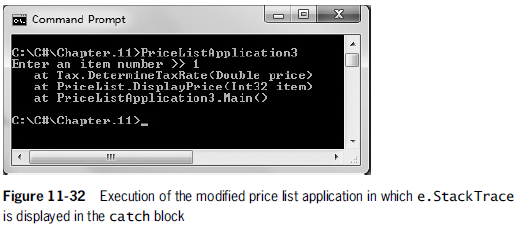 Command Prompt
C:\C#\Chapter.11>PriceListApplication3
Enter an item number >> 1
   at Tax.DetermineTaxRate(Double price)
   at PriceList.DisplayPrice(Int32 item)
   at PriceListApplication3.Main()
C:\C#\Chapter.11>_
Figure 11-32 Execution of the modified price list application in which e.StackTrace
is displayed in the catch block